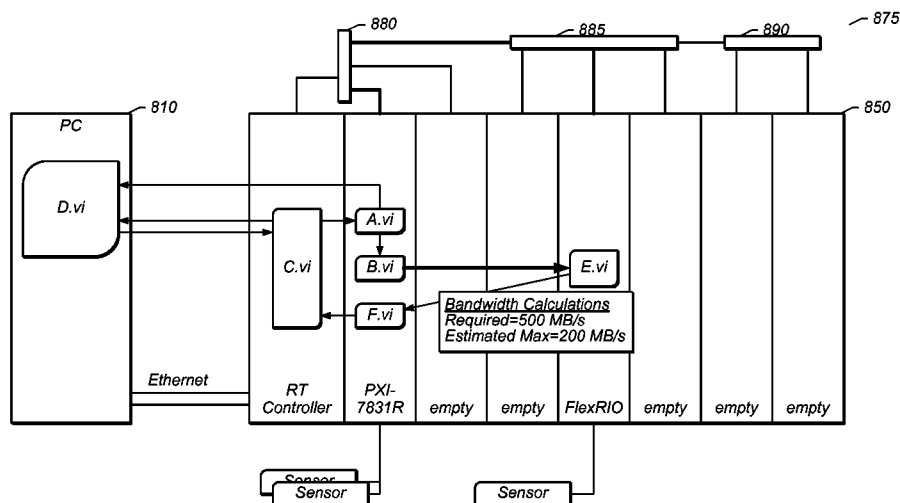 880
885
890
875
810
850
PC
D.vi
A.vi
C.vi
B.vi
E.vi
F.vi
Bandwidth Calculations
Required=500 MB/s
Estimated Max=200 MB/s
Ethernet
RT
Controller
PXI-
7831R
empty
empty
FlexRIO
empty
empty
empty
Sensor
Sensor
Sensor